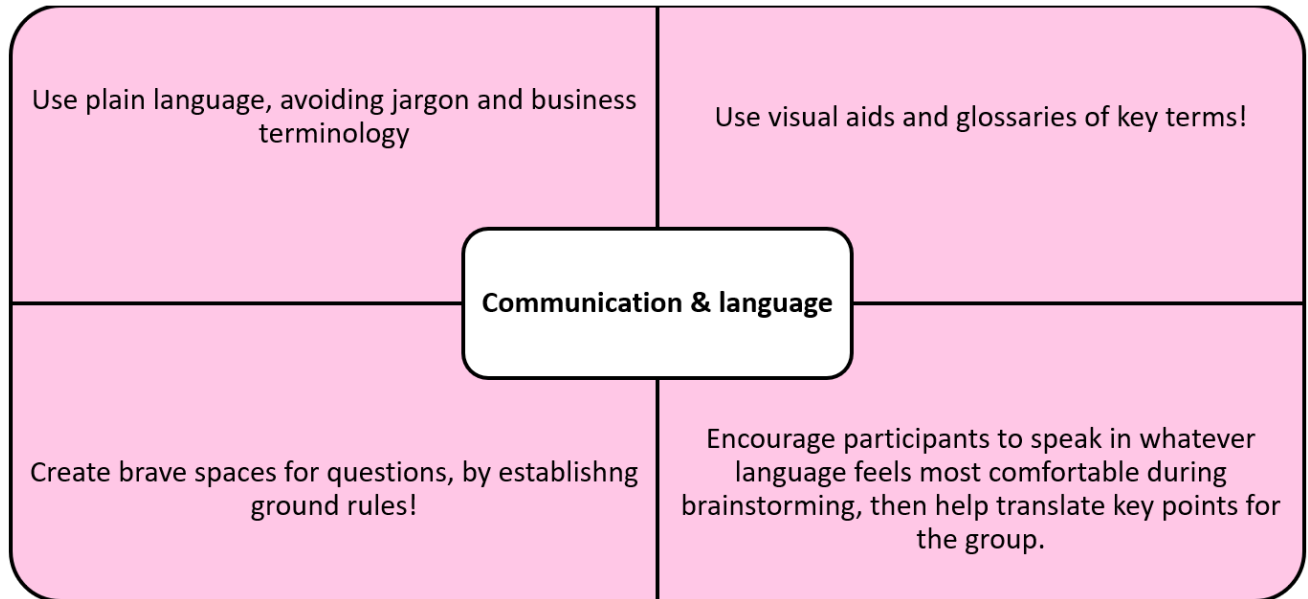 Use plain language, avoiding jargon and business
terminology
Use visual aids and glossaries of key terms!
Communication & language
Create brave spaces for questions, by establishng
ground rules!
Encourage participants to speak in whatever
language feels most comfortable during
brainstorming, then help translate key points for
the group.